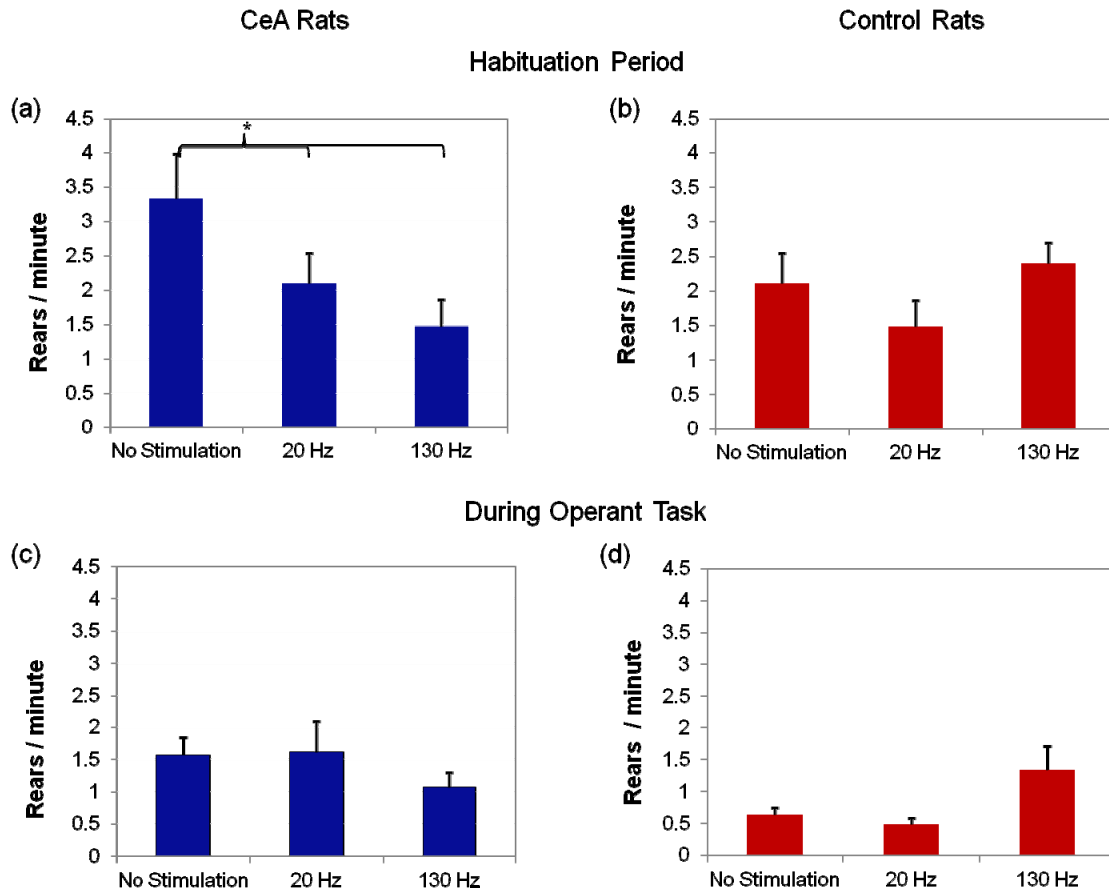 CeA Rats
Control Rats
Habituation Period
(a)
Rears / minute
4.5
4
3.5
3
2.5
2
1.5
1
0.5
0
*
No Stimulation
20 Hz
130 Hz
(b)
Rears / minute
4.5
4
3.5
3
2.5
2
1.5
1
0.5
0
No Stimulation
20 Hz
130 Hz
During Operant Task
(c)
Rears / minute
4.5
4
3.5
3
2.5
2
1.5
1
0.5
0
No Stimulation
20 Hz
130 Hz
(d)
Rears / minute
4.5
4
3.5
3
2.5
2
1.5
1
0.5
0
No Stimulation
20 Hz
130 Hz